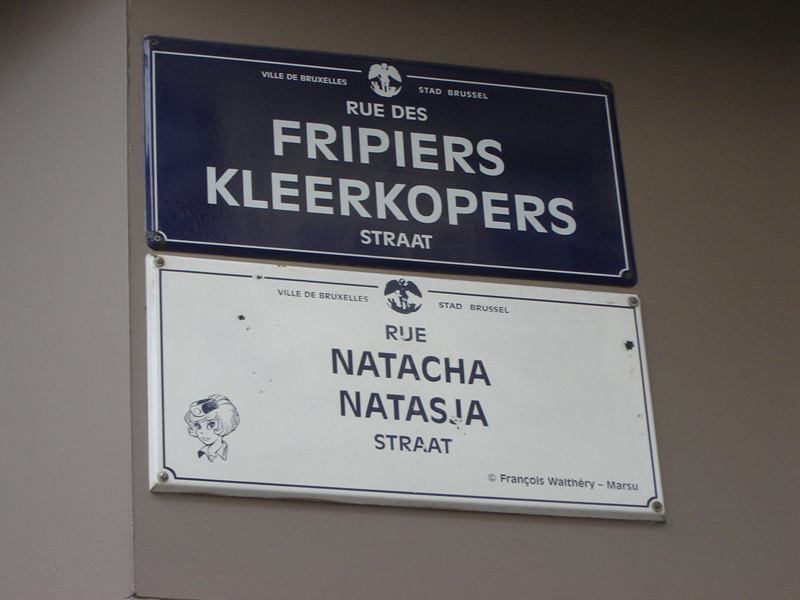 VILLE DE BRUXELLES STAD BRUSSEL
RUE DES
FRIPIERS
KLEERKOPERS
STRAAT
VILLE DE BRUXELLES STAD BRUSSEL
RUE
NATACHA
NATASJA
STRAAT
© François Walthéry – Marsu